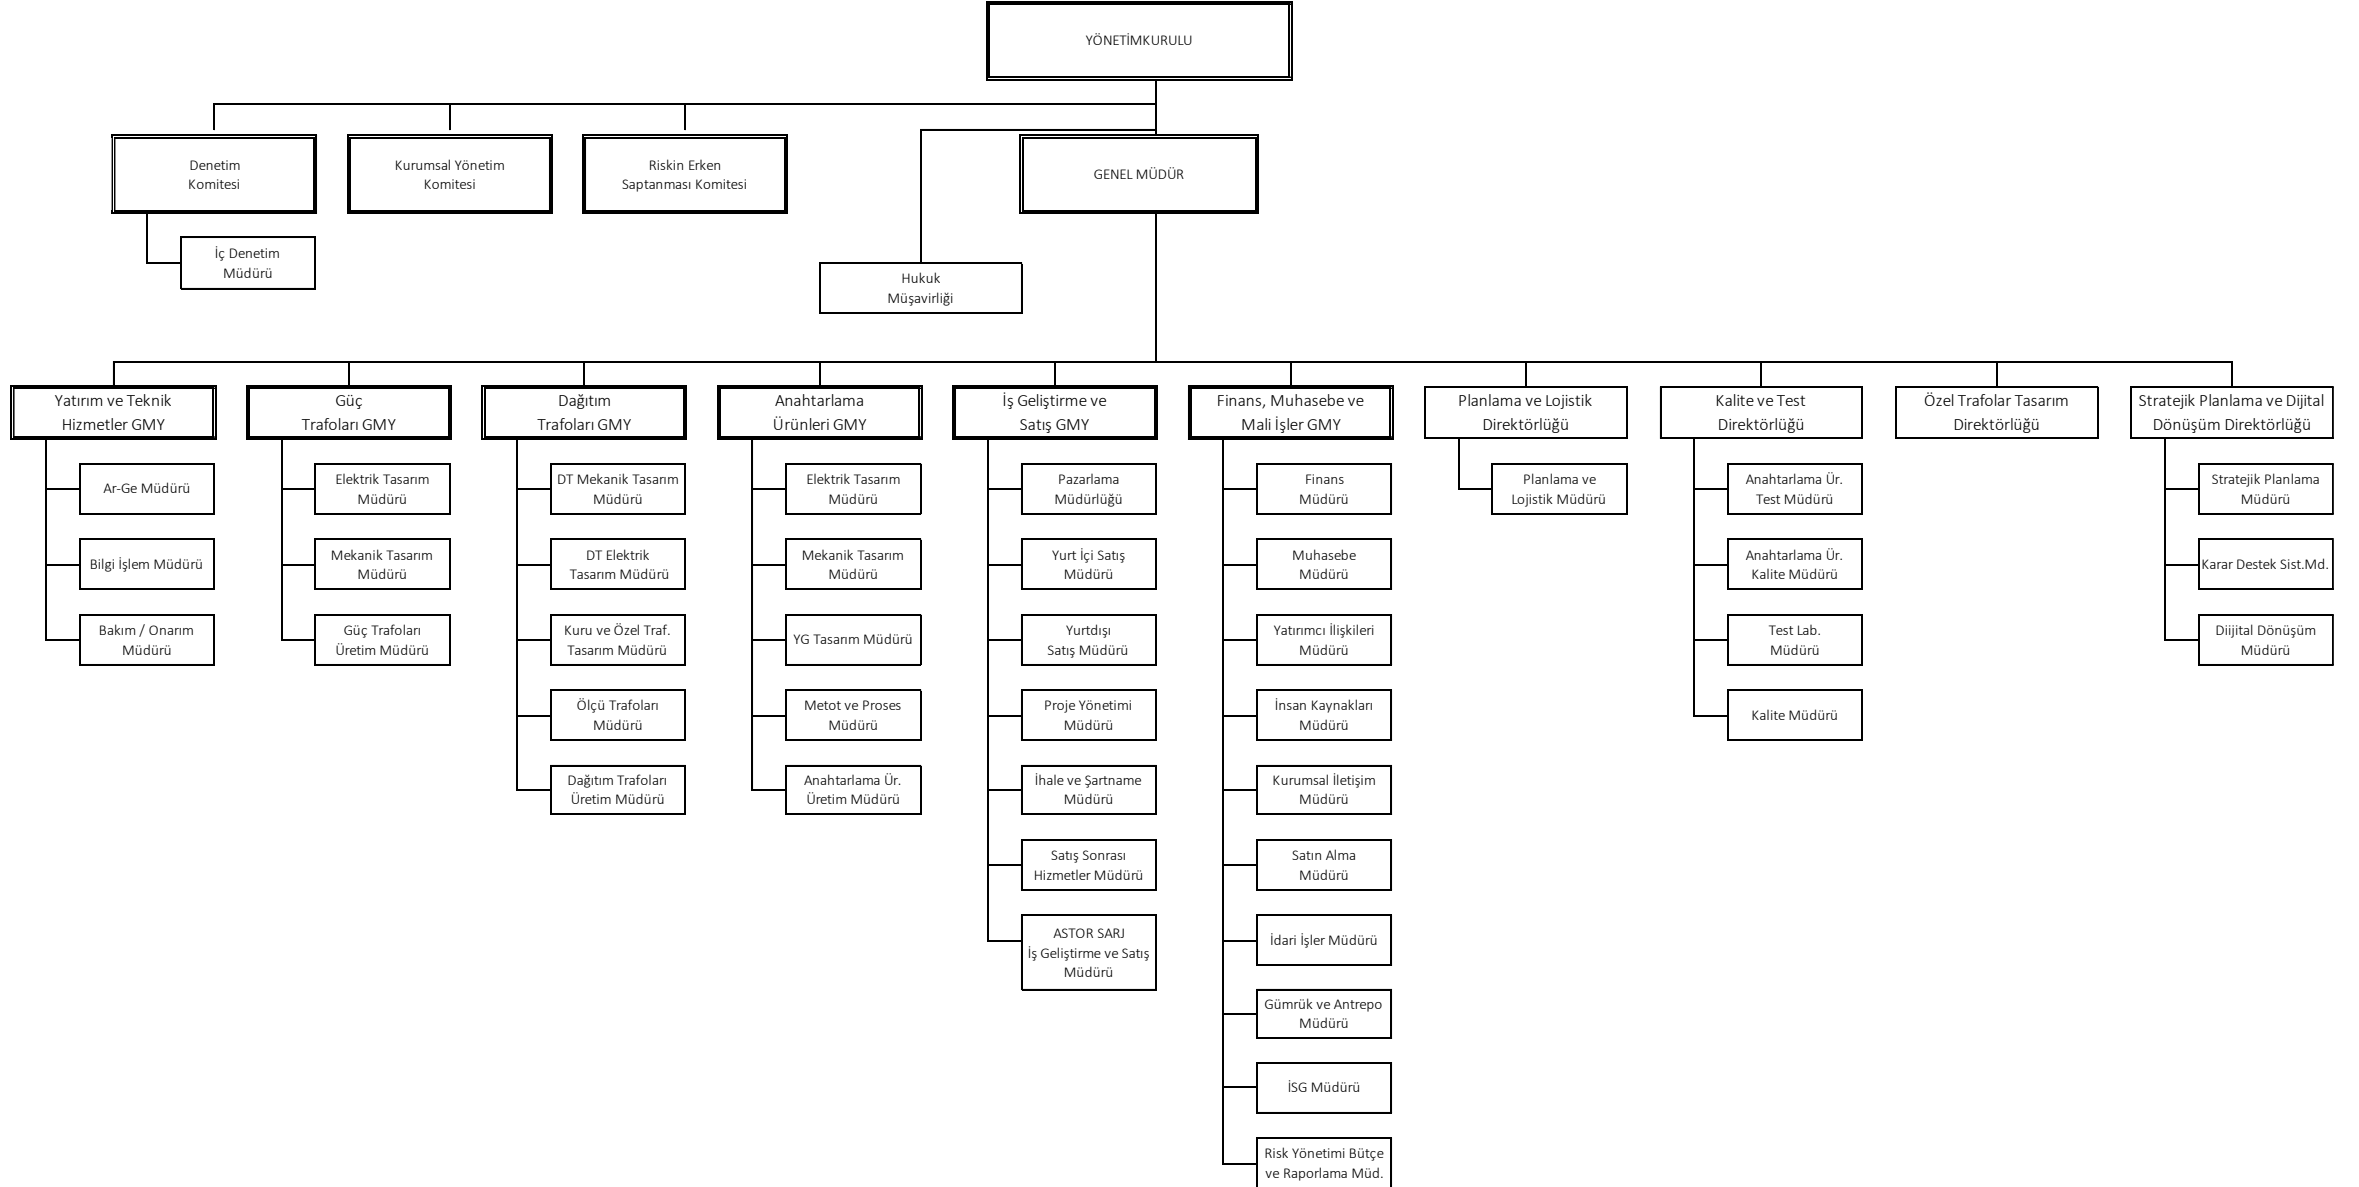 YÖNETİMKURULU
Denetim
Komitesi
Kurumsal Yönetim
Komitesi
Riskin Erken
Saptanması Komitesi
GENEL MÜDÜR
İç Denetim
Müdürü
Hukuk
Müşavirliği
Yatırım ve Teknik
Hizmetler GMY
Ar-Ge Müdürü
Bilgi İşlem Müdürü
Bakım / Onarım
Müdürü
Güç
Trafoları GMY
Elektrik Tasarım
Müdürü
Mekanik Tasarım
Müdürü
Güç Trafoları
Üretim Müdürü
Dağıtım
Trafoları GMY
DT Mekanik Tasarım
Müdürü
DT Elektrik
Tasarım Müdürü
Kuru ve Özel Traf.
Tasarım Müdürü
Ölçü Trafoları
Müdürü
Dağıtım Trafoları
Üretim Müdürü
Anahtarlama
Ürünleri GMY
Elektrik Tasarım
Müdürü
Mekanik Tasarım
Müdürü
YG Tasarım Müdürü
Metot ve Proses
Müdürü
Anahtarlama Ür.
Üretim Müdürü
İş Geliştirme ve
Satış GMY
Pazarlama
Müdürlüğü
Yurt İçi Satış
Müdürü
Yurtdışı
Satış Müdürü
Proje Yönetimi
Müdürü
İhale ve Şartname
Müdürü
Satış Sonrası
Hizmetler Müdürü
ASTOR SARJ
İş Geliştirme ve Satış
Müdürü
Finans, Muhasebe ve
Mali İşler GMY
Finans
Müdürü
Muhasebe
Müdürü
Yatırımcı İlişkileri
Müdürü
İnsan Kaynakları
Müdürü
Kurumsal İletişim
Müdürü
Satın Alma
Müdürü
İdari İşler Müdürü
Gümrük ve Antrepo
Müdürü
İSG Müdürü
Risk Yönetimi Bütçe
ve Raporlama Müd.
Planlama ve Lojistik
Direktörlüğü
Planlama ve
Lojistik Müdürü
Kalite ve Test
Direktörlüğü
Anahtarlama Ür.
Test Müdürü
Anahtarlama Ür.
Kalite Müdürü
Test Lab.
Müdürü
Kalite Müdürü
Özel Trafolar Tasarım
Direktörlüğü
Stratejik Planlama ve Dijital
Dönüşüm Direktörlüğü
Stratejik Planlama
Müdürü
Karar Destek Sist.Md.
Diijital Dönüşüm
Müdürü